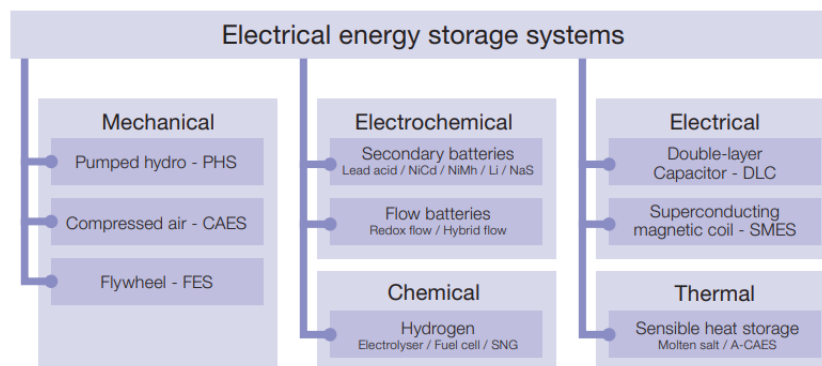 Electrical energy storage systems
Mechanical
Pumped hydro - PHS
Compressed air - CAES
Flywheel - FES
Electrochemical
Secondary batteries
Lead acid / NiCd / NiMh / Li / NaS
Flow batteries
Redox flow / Hybrid flow
Chemical
Hydrogen
Electrolyser / Fuel cell / SNG
Electrical
Double-layer
Capacitor - DLC
Superconducting
magnetic coil - SMES
Thermal
Sensible heat storage
Molten salt / A-CAES